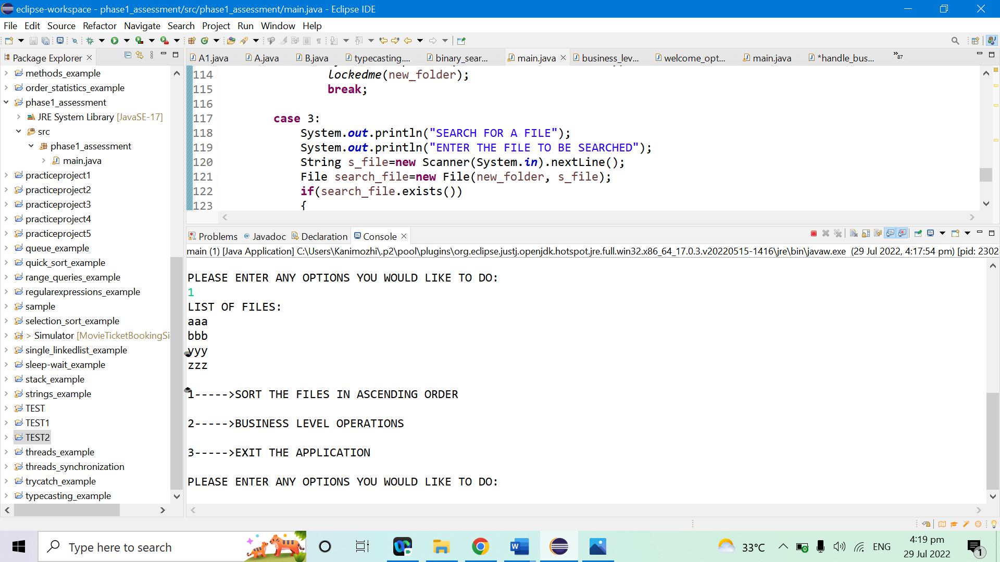 eclipse-workspace - phase1_assessment/src/phase1_assessment/main.java - Eclipse IDE
File Edit Source Refactor Navigate Search Project Run Window Help
Package Explorer
A1.java A.java B.java typecasting.... binary_sear... main.java business_lev... welcome_opt... main.java *handle_bus... »87
methods_example
order_statistics_example
phase1_assessment
JRE System Library [JavaSE-17]
src
phase1_assessment
main.java
practiceproject1
practiceproject2
practiceproject3
practiceproject4
practiceproject5
queue_example
quick_sort_example
range_queries_example
regularexpressions_example
sample
selection_sort_example
> Simulator [MovieTicketBookingSi
single_linkedlist_example
sleep-wait_example
stack_example
strings_example
TEST
TEST1
TEST2
threads_example
threads_synchronization
trycatch_example
typecasting_example
114 lockedme(new_folder);
115 break;
116
117 case 3:
118 System.out.println("SEARCH FOR A FILE");
119 System.out.println("ENTER THE FILE TO BE SEARCHED");
120 String s_file=new Scanner(System.in).nextLine();
121 File search_file=new File(new_folder, s_file);
122 if(search_file.exists())
123 {
Problems @ Javadoc Declaration Console
main (1) [Java Application] C:\Users\Kanimozhi\.p2\pool\plugins\org.eclipse.justj.openjdk.hotspot.jre.full.win32.x86_64_17.0.3.v20220515-1416\jre\bin\javaw.exe (29 Jul 2022, 4:17:54 pm) [pid: 2302
PLEASE ENTER ANY OPTIONS YOU WOULD LIKE TO DO:
1
LIST OF FILES:
aaa
bbb
yyy
zzz
1----->SORT THE FILES IN ASCENDING ORDER
2----->BUSINESS LEVEL OPERATIONS
3----->EXIT THE APPLICATION
PLEASE ENTER ANY OPTIONS YOU WOULD LIKE TO DO:
Type here to search
33°C
ENG
4:19 pm
29 Jul 2022
1